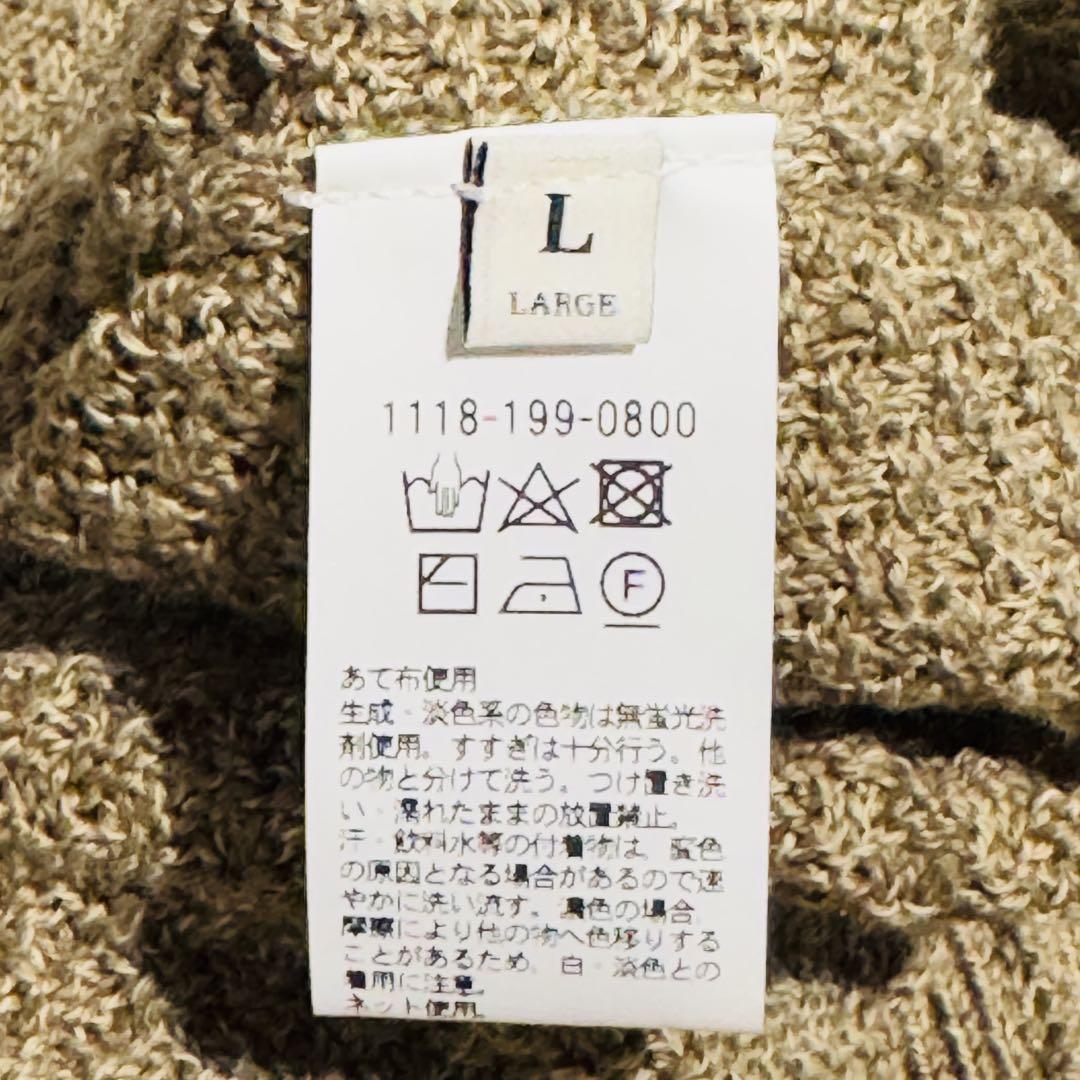 L
LARGE
1118-199-0800
F
あて布使用
生成・淡色系の色物は無蛍光洗
剤使用。すすぎは十分行う。他
の物と分けて洗う。つけ置き洗
い・濡れたままの放置禁止。
汗・飲料水等の付着物は、変色
の原因となる場合があるので速
やかに洗い流す。濃色の場合、
摩擦により他の物へ色移りする
ことがあるため、白・淡色との
着用に注意。
ネット使用。